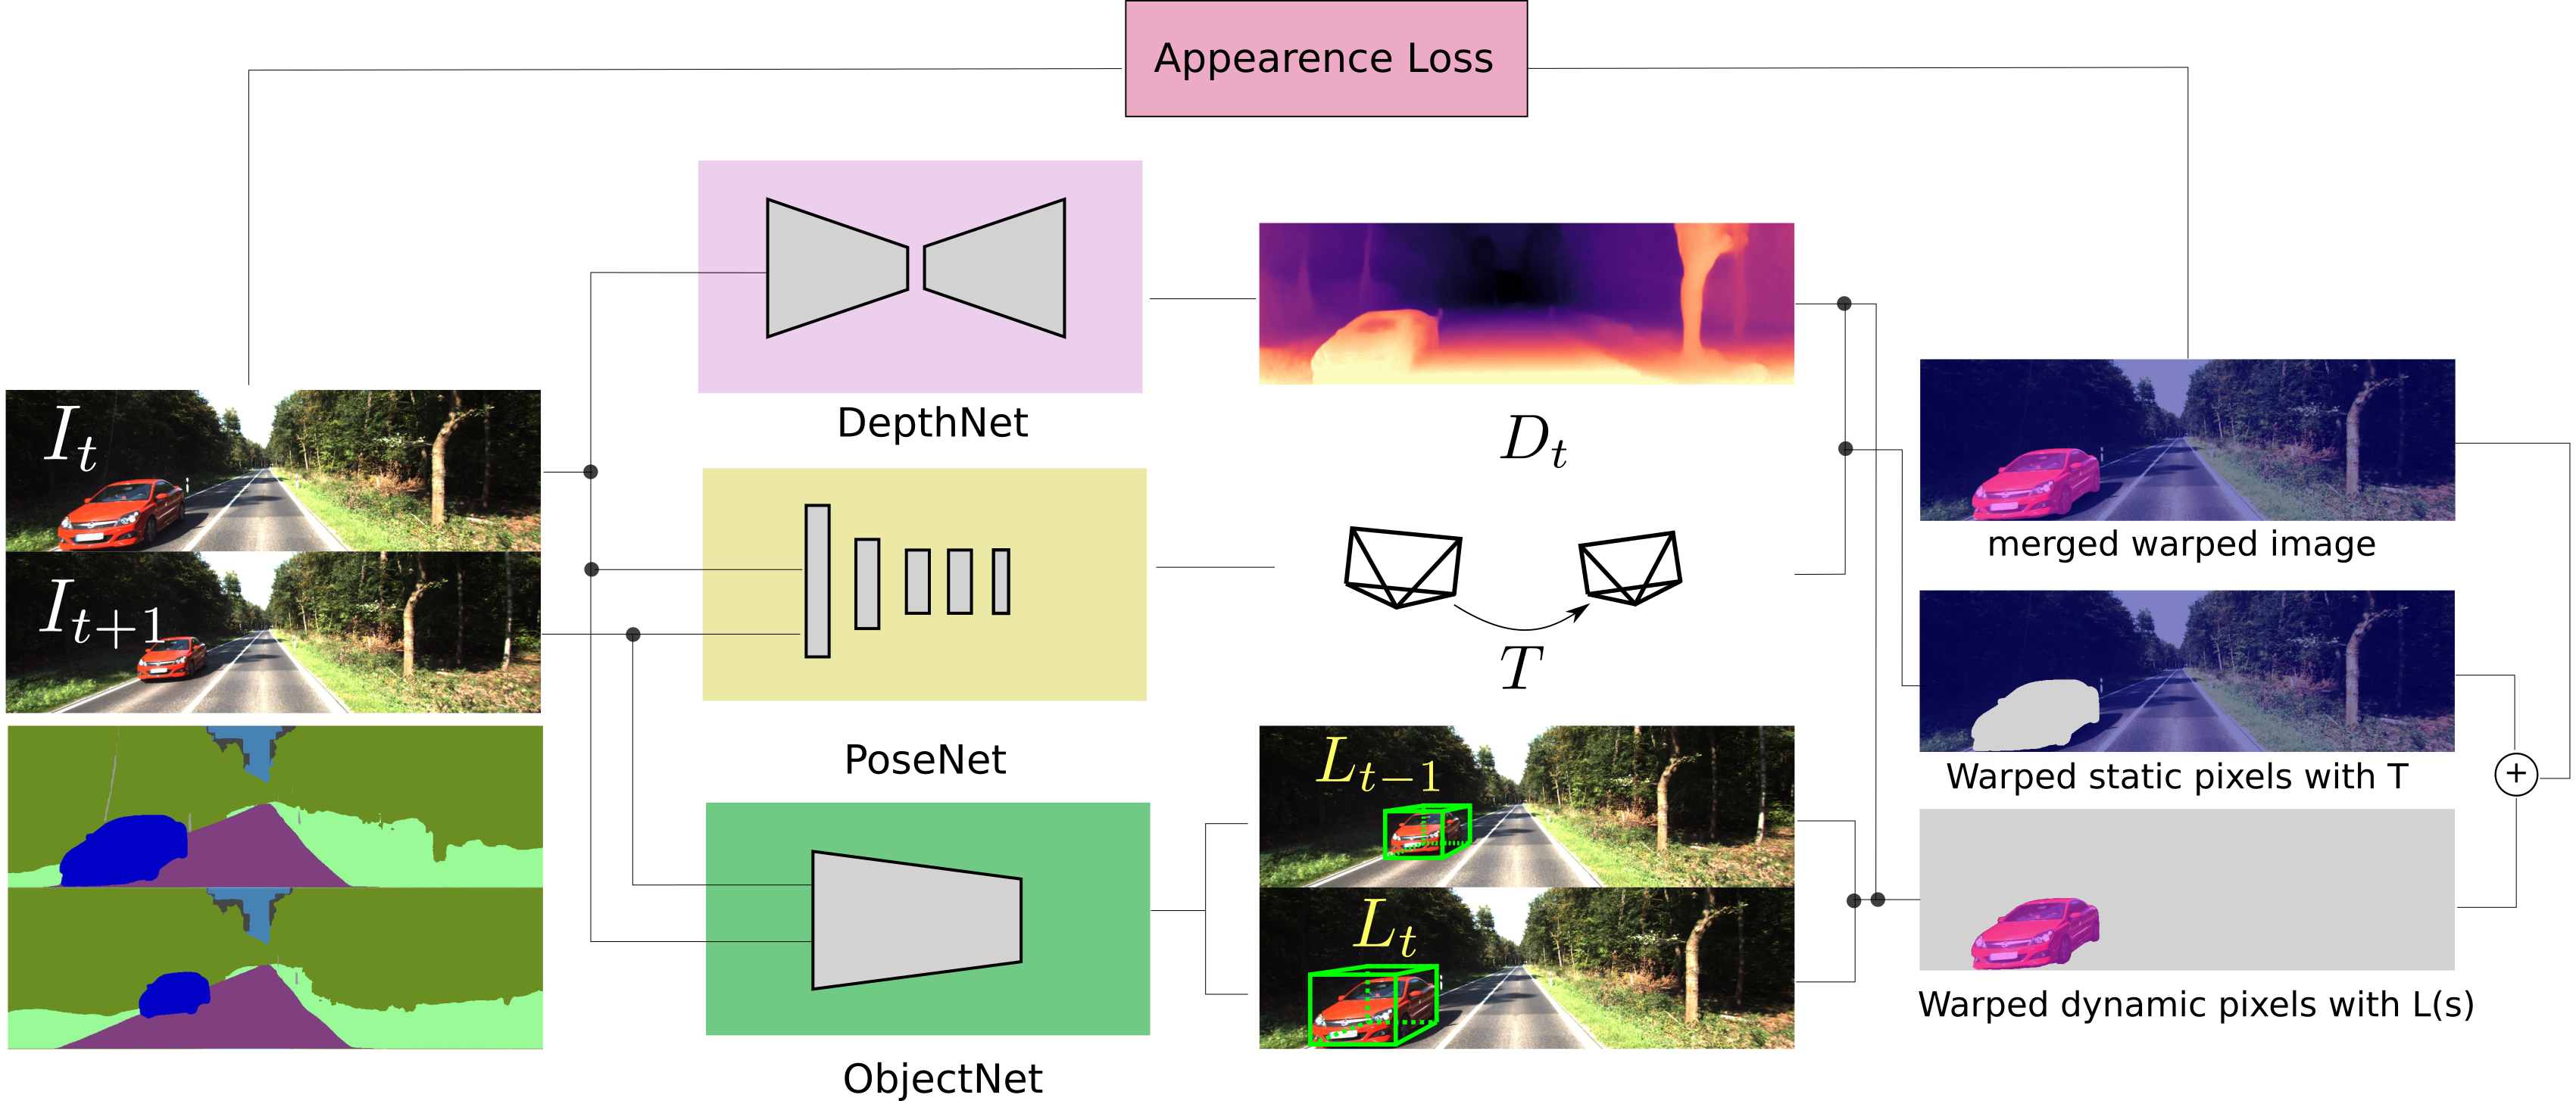 Appearence Loss
I_t
I_{t+1}
DepthNet
D_t
PoseNet
T
ObjectNet
L_{t-1}
L_t
merged warped image
Warped static pixels with T
+
Warped dynamic pixels with L(s)